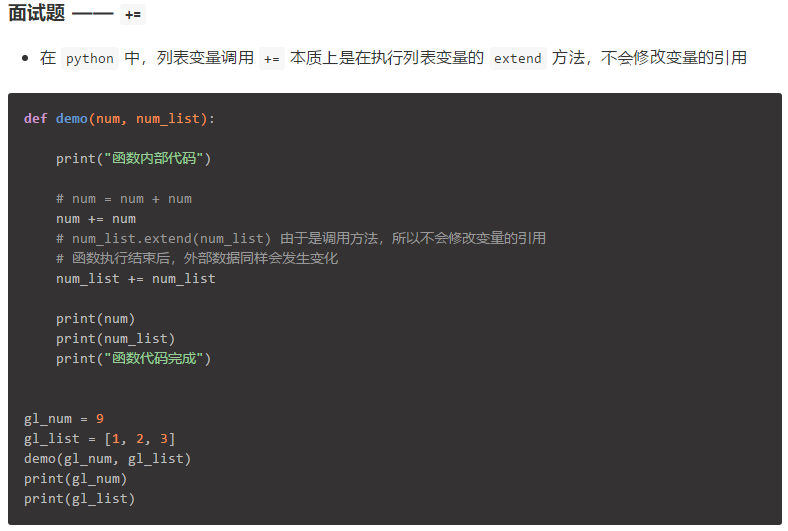 面试题 —— +=
在 python 中，列表变量调用 += 本质上是在执行列表变量的 extend 方法，不会修改变量的引用
def demo(num, num_list):
    print("函数内部代码")
    # num = num + num
    num += num
    # num_list.extend(num_list) 由于是调用方法，所以不会修改变量的引用
    # 函数执行结束后，外部数据同样会发生变化
    num_list += num_list
    print(num)
    print(num_list)
    print("函数代码完成")
gl_num = 9
gl_list = [1, 2, 3]
demo(gl_num, gl_list)
print(gl_num)
print(gl_list)